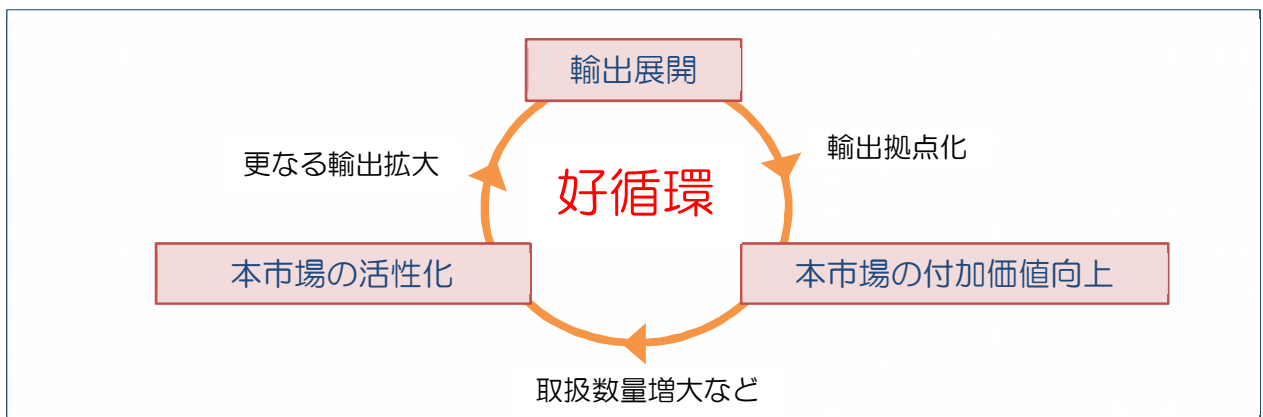 輸出展開
更なる輸出拡大
輸出拠点化
好循環
本市場の活性化
本市場の付加価値向上
取扱数量増大など